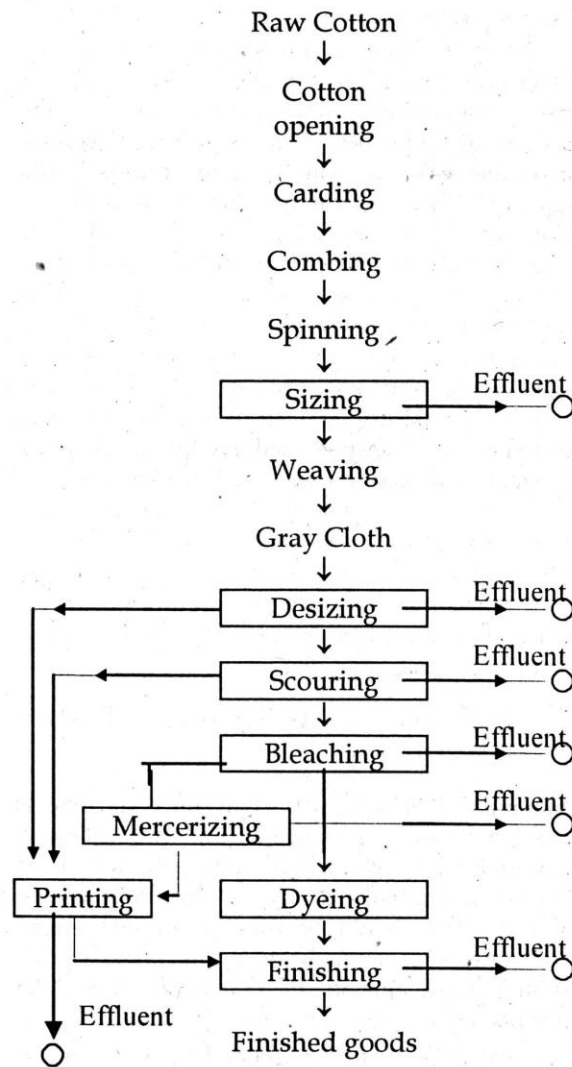 Raw Cotton
Cotton
opening
Carding
Combing
Spinning
Effluent
Sizing
Weaving
Gray Cloth
Effluent
Desizing
Effluent
Scouring
Effluent
Bleaching
Effluent
Mercerizing
Printing
Dyeing
Effluent
Finishing
Effluent
Finished goods